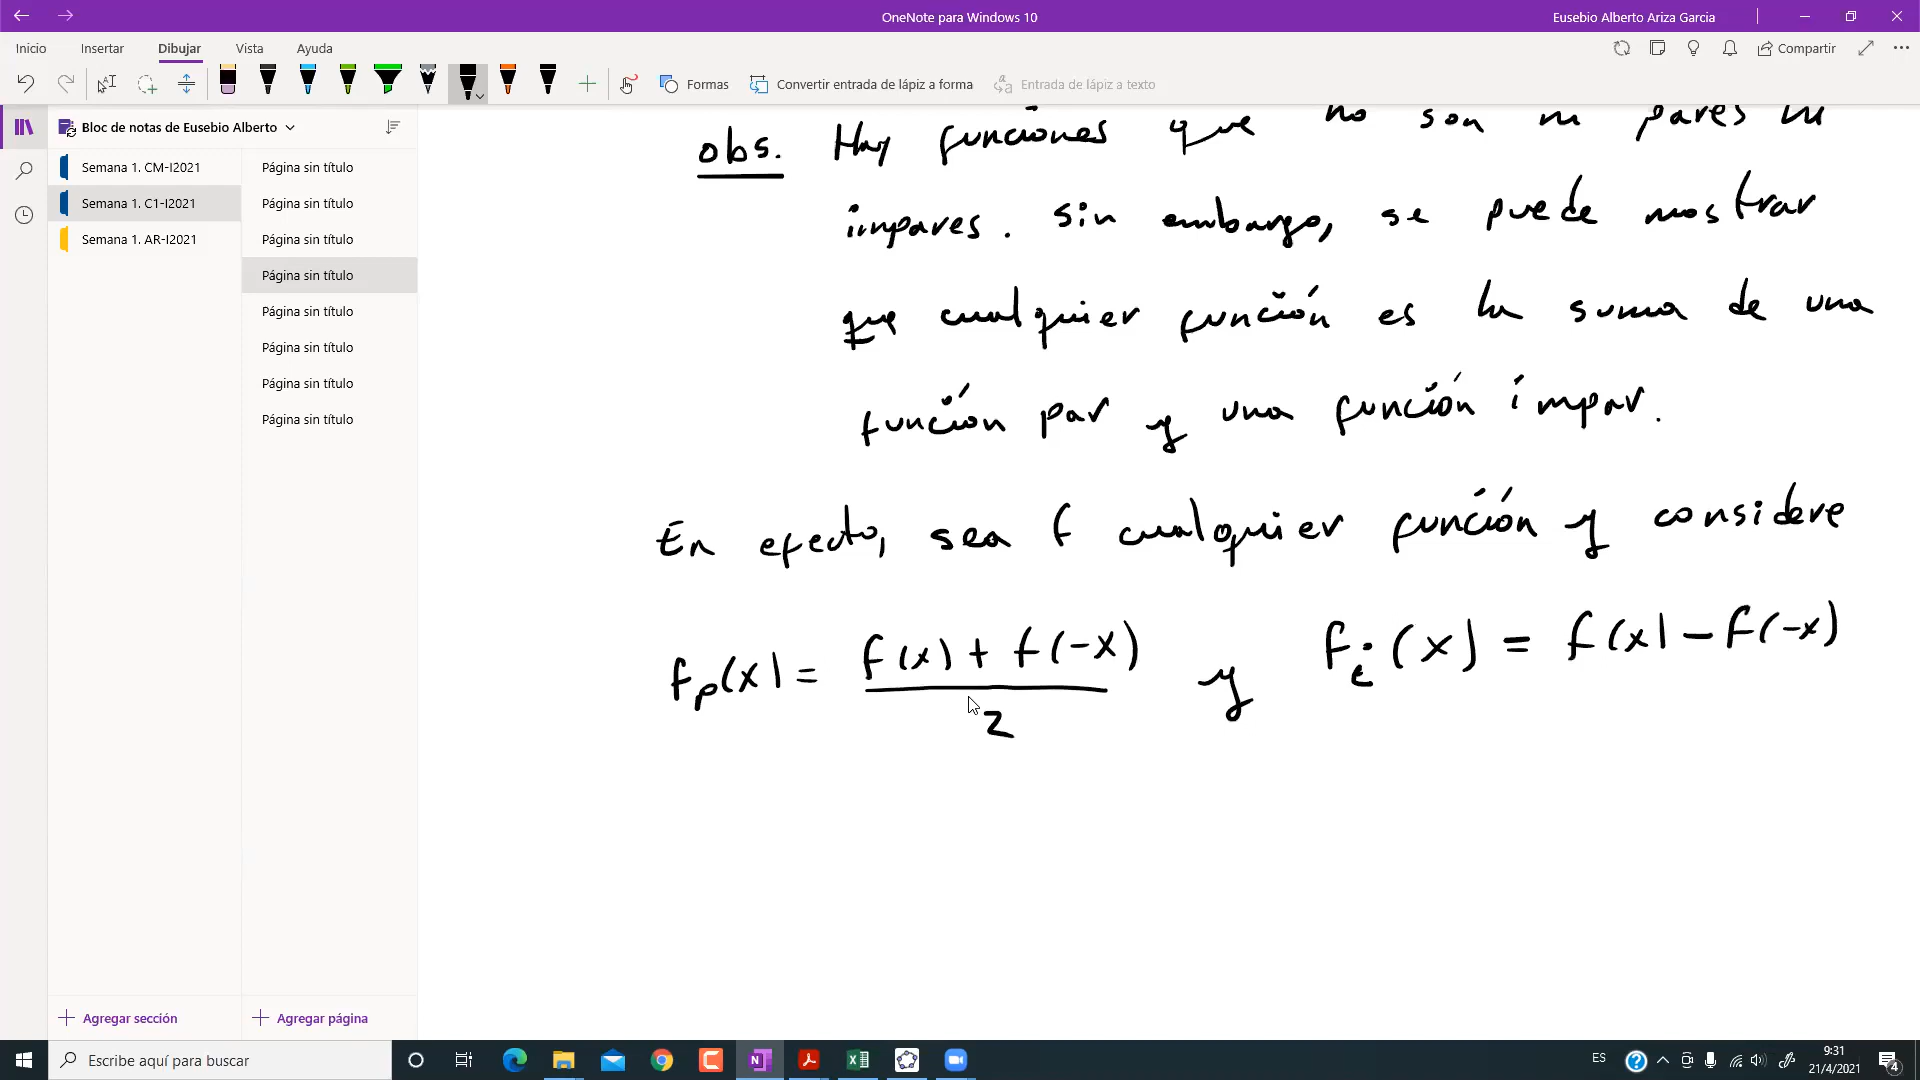 OneNote para Windows 10
Eusebio Alberto Ariza Garcia
Inicio Insertar Dibujar Vista Ayuda
Compartir
Formas
Convertir entrada de lápiz a forma
Entrada de lápiz a texto
Bloc de notas de Eusebio Alberto
Semana 1. CM-I2021
Semana 1. C1-I2021
Semana 1. AR-I2021
Página sin título
Página sin título
Página sin título
Página sin título
Página sin título
Página sin título
Página sin título
Página sin título
obs. Hay funciones que no son ni pares ni
impares. sin embargo, se puede mostrar
que cualquier función es la suma de una
función par y una función impar.
En efecto, sea f cualquier función y considere
f_p(x) = (f(x) + f(-x))/2 y f_i(x) = f(x) - f(-x)
Agregar sección
Agregar página
Escribe aquí para buscar
ES
9:31
21/4/2021
4